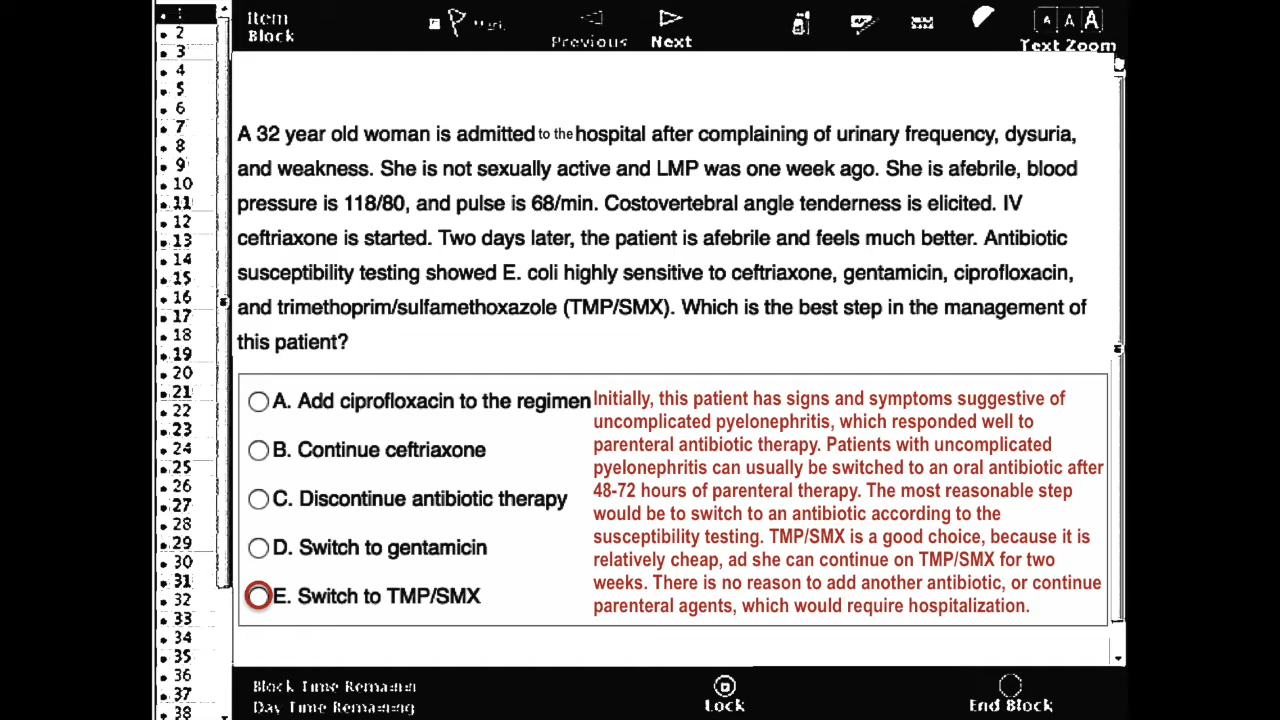 Item
Block
Mark
Previous
Next
A A A
Text Zoom
1
2
3
4
5
6
7
8
9
10
11
12
13
14
15
16
17
18
19
20
21
22
23
24
25
26
27
28
29
30
31
32
33
34
35
36
37
38
A 32 year old woman is admitted to the hospital after complaining of urinary frequency, dysuria,
and weakness. She is not sexually active and LMP was one week ago. She is afebrile, blood
pressure is 118/80, and pulse is 68/min. Costovertebral angle tenderness is elicited. IV
ceftriaxone is started. Two days later, the patient is afebrile and feels much better. Antibiotic
susceptibility testing showed E. coli highly sensitive to ceftriaxone, gentamicin, ciprofloxacin,
and trimethoprim/sulfamethoxazole (TMP/SMX). Which is the best step in the management of
this patient?
A. Add ciprofloxacin to the regimen
B. Continue ceftriaxone
C. Discontinue antibiotic therapy
D. Switch to gentamicin
E. Switch to TMP/SMX
Initially, this patient has signs and symptoms suggestive of
uncomplicated pyelonephritis, which responded well to
parenteral antibiotic therapy. Patients with uncomplicated
pyelonephritis can usually be switched to an oral antibiotic after
48-72 hours of parenteral therapy. The most reasonable step
would be to switch to an antibiotic according to the
susceptibility testing. TMP/SMX is a good choice, because it is
relatively cheap, ad she can continue on TMP/SMX for two
weeks. There is no reason to add another antibiotic, or continue
parenteral agents, which would require hospitalization.
Block Time Remaining
Day Time Remaining
Lock
End Block